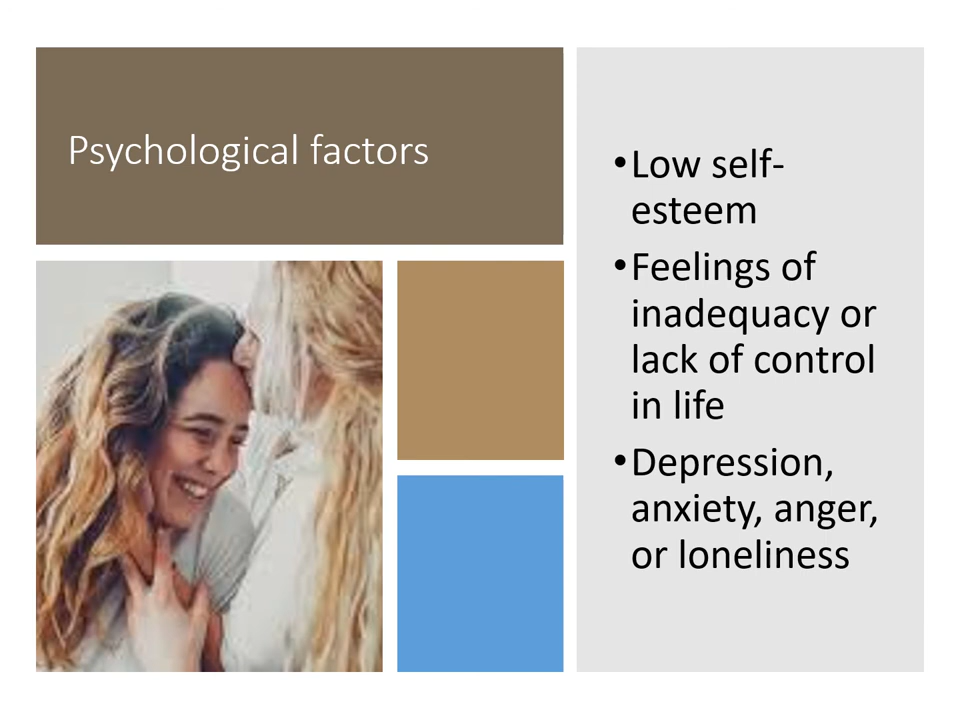 Psychological factors
•Low self-
esteem
•Feelings of
inadequacy or
lack of control
in life
•Depression,
anxiety, anger,
or loneliness